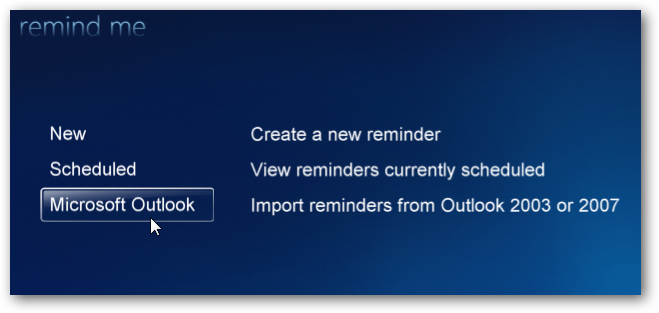 remind me
New Create a new reminder
Scheduled View reminders currently scheduled
Microsoft Outlook Import reminders from Outlook 2003 or 2007